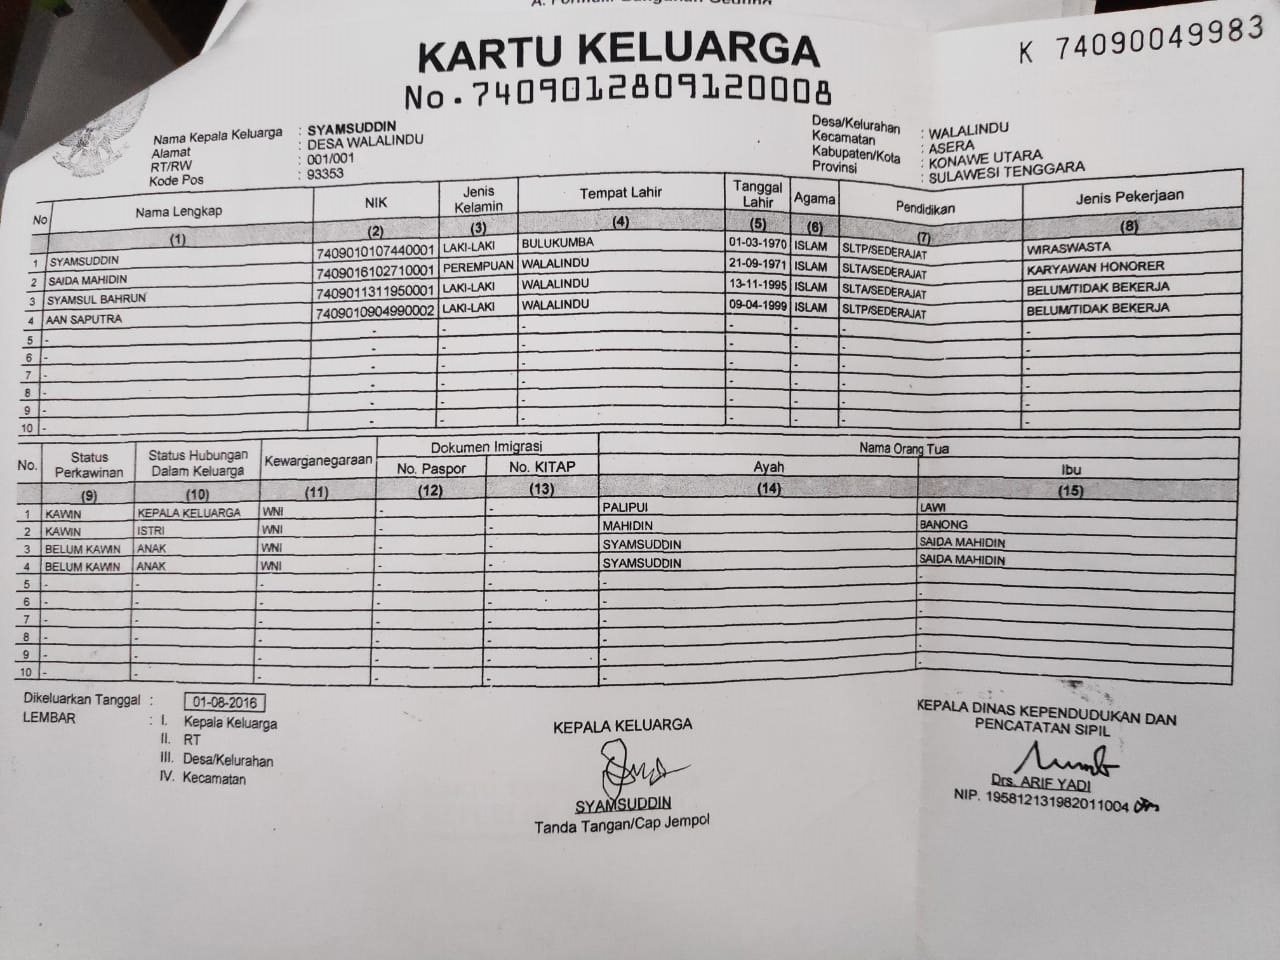 KARTU KELUARGA
No. 7409012809120008
K 74090049983
Nama Kepala Keluarga : SYAMSUDDIN
Alamat : DESA WALALINDU
RT/RW : 001/001
Kode Pos : 93353
Desa/Kelurahan : WALALINDU
Kecamatan : ASERA
Kabupaten/Kota : KONAWE UTARA
Provinsi : SULAWESI TENGGARA
No Nama Lengkap NIK Jenis Kelamin Tempat Lahir Tanggal Lahir Agama Pendidikan Jenis Pekerjaan
(1) (2) (3) (4) (5) (6) (7) (8)
1 SYAMSUDDIN 7409010107440001 LAKI-LAKI BULUKUMBA 01-03-1970 ISLAM SLTP/SEDERAJAT WIRASWASTA
2 SAIDA MAHIDIN 7409016102710001 PEREMPUAN WALALINDU 21-09-1971 ISLAM SLTA/SEDERAJAT KARYAWAN HONORER
3 SYAMSUL BAHRUN 7409011311950001 LAKI-LAKI WALALINDU 13-11-1995 ISLAM SLTA/SEDERAJAT BELUM/TIDAK BEKERJA
4 AAN SAPUTRA 7409010904990002 LAKI-LAKI WALALINDU 09-04-1999 ISLAM SLTP/SEDERAJAT BELUM/TIDAK BEKERJA
5 - - - - - - - -
6 - - - - - - - -
7 - - - - - - - -
8 - - - - - - - -
9 - - - - - - - -
10 - - - - - - - -
No. Status Perkawinan Status Hubungan Dalam Keluarga Kewarganegaraan Dokumen Imigrasi Nama Orang Tua
No. Paspor No. KITAP Ayah Ibu
(9) (10) (11) (12) (13) (14) (15)
1 KAWIN KEPALA KELUARGA WNI - - PALIPUI LAWI
2 KAWIN ISTRI WNI - - MAHIDIN BANONG
3 BELUM KAWIN ANAK WNI - - SYAMSUDDIN SAIDA MAHIDIN
4 BELUM KAWIN ANAK WNI - - SYAMSUDDIN SAIDA MAHIDIN
5 - - - - - - -
6 - - - - - - -
7 - - - - - - -
8 - - - - - - -
9 - - - - - - -
10 - - - - - - -
Dikeluarkan Tanggal : 01-08-2016
LEMBAR : I. Kepala Keluarga
II. RT
III. Desa/Kelurahan
IV. Kecamatan
KEPALA KELUARGA
SYAMSUDDIN
Tanda Tangan/Cap Jempol
KEPALA DINAS KEPENDUDUKAN DAN
PENCATATAN SIPIL
Drs. ARIF YADI
NIP. 195812131982011004